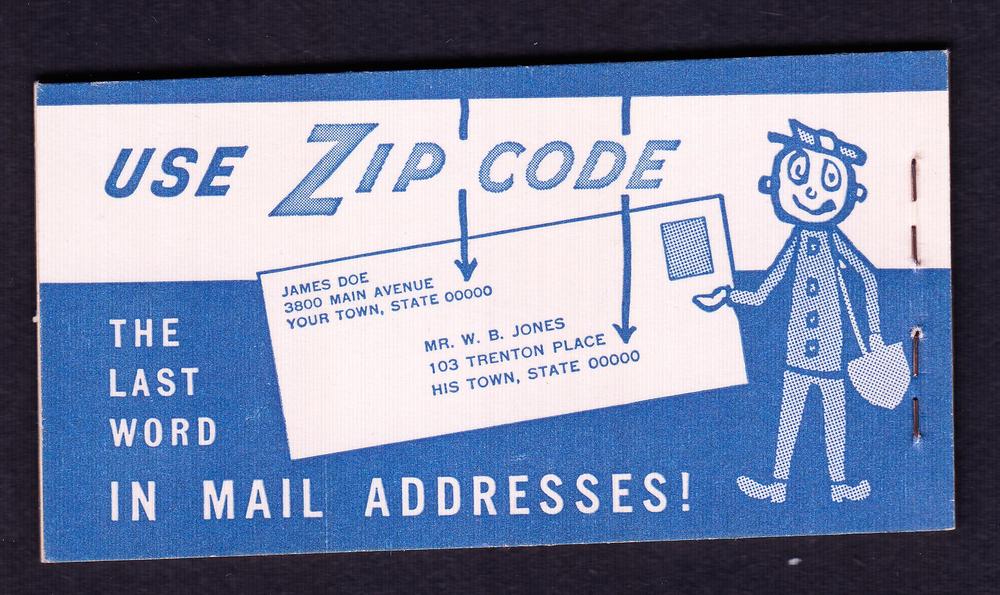 USE ZIP CODE
JAMES DOE
3800 MAIN AVENUE
YOUR TOWN, STATE 00000
MR. W. B. JONES
103 TRENTON PLACE
HIS TOWN, STATE 00000
THE
LAST
WORD
IN MAIL ADDRESSES!